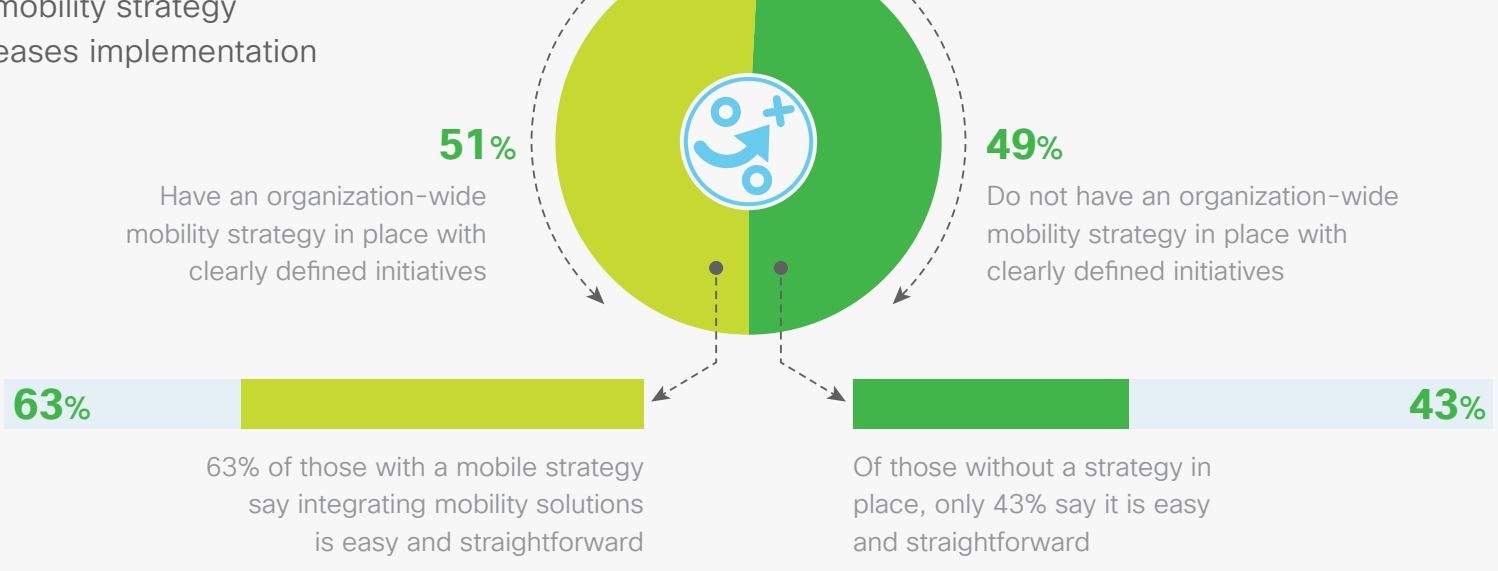 mobility strategy
eases implementation
51%
Have an organization-wide
mobility strategy in place with
clearly defined initiatives
49%
Do not have an organization-wide
mobility strategy in place with
clearly defined initiatives
63%
63% of those with a mobile strategy
say integrating mobility solutions
is easy and straightforward
43%
Of those without a strategy in
place, only 43% say it is easy
and straightforward